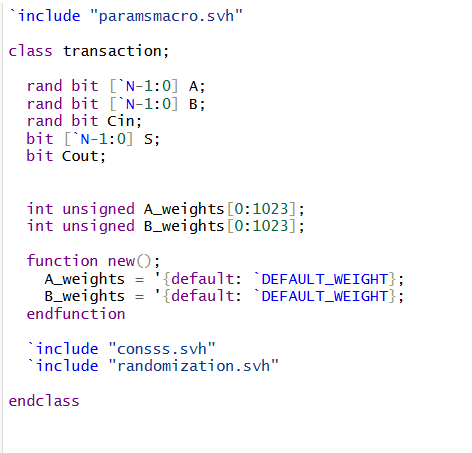 `include "paramsmacro.svh"
class transaction;
rand bit [`N-1:0] A;
rand bit [`N-1:0] B;
rand bit Cin;
bit [`N-1:0] S;
bit Cout;
int unsigned A_weights[0:1023];
int unsigned B_weights[0:1023];
function new();
A_weights = '{default: `DEFAULT_WEIGHT};
B_weights = '{default: `DEFAULT_WEIGHT};
endfunction
`include "consss.svh"
`include "randomization.svh"
endclass